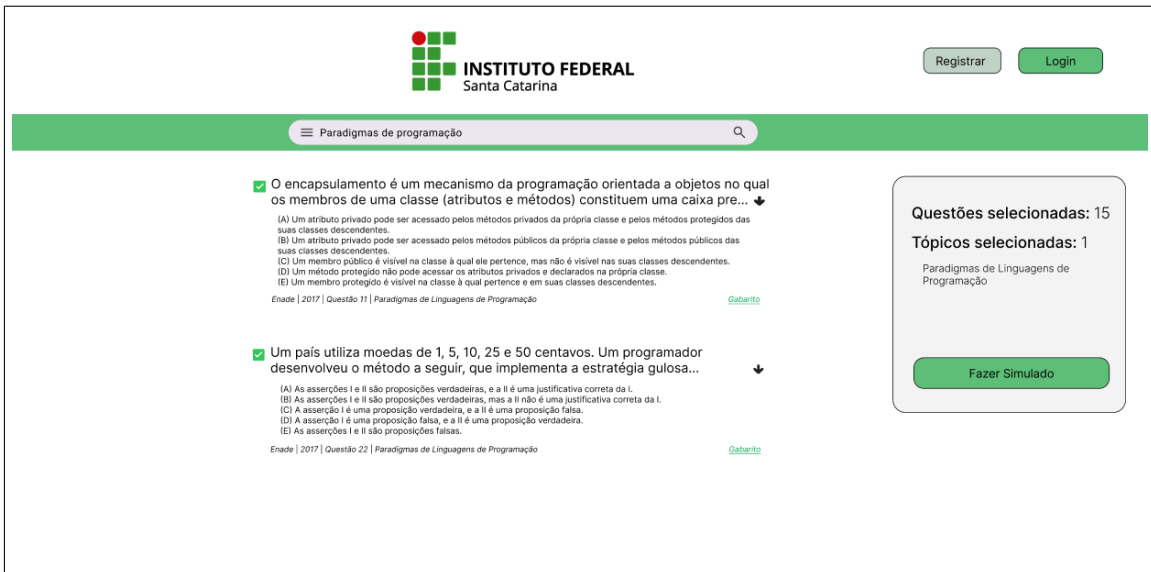 INSTITUTO FEDERAL
Santa Catarina
Registrar
Login
Paradigmas de programação
O encapsulamento é um mecanismo da programação orientada a objetos no qual
os membros de uma classe (atributos e métodos) constituem uma caixa pre...
(A) Um atributo privado pode ser acessado pelos métodos privados da própria classe e pelos métodos protegidos das
suas classes descendentes.
(B) Um atributo privado pode ser acessado pelos métodos públicos da própria classe e pelos métodos públicos das
suas classes descendentes.
(C) Um membro público é visível na classe à qual ele pertence, mas não é visível nas suas classes descendentes.
(D) Um método protegido não pode acessar os atributos privados e declarados na própria classe.
(E) Um membro protegido é visível na classe à qual pertence e em suas classes descendentes.
Enade | 2017 | Questão 11 | Paradigmas de Linguagens de Programação
Gabarito
Um país utiliza moedas de 1, 5, 10, 25 e 50 centavos. Um programador
desenvolveu o método a seguir, que implementa a estratégia gulosa...
(A) As asserções I e II são proposições verdadeiras, e a II é uma justificativa correta da I.
(B) As asserções I e II são proposições verdadeiras, mas a II não é uma justificativa correta da I.
(C) A asserção I é uma proposição verdadeira, e a II é uma proposição falsa.
(D) A asserção I é uma proposição falsa, e a II é uma proposição verdadeira.
(E) As asserções I e II são proposições falsas.
Enade | 2017 | Questão 22 | Paradigmas de Linguagens de Programação
Gabarito
Questões selecionadas: 15
Tópicos selecionadas: 1
Paradigmas de Linguagens de
Programação
Fazer Simulado